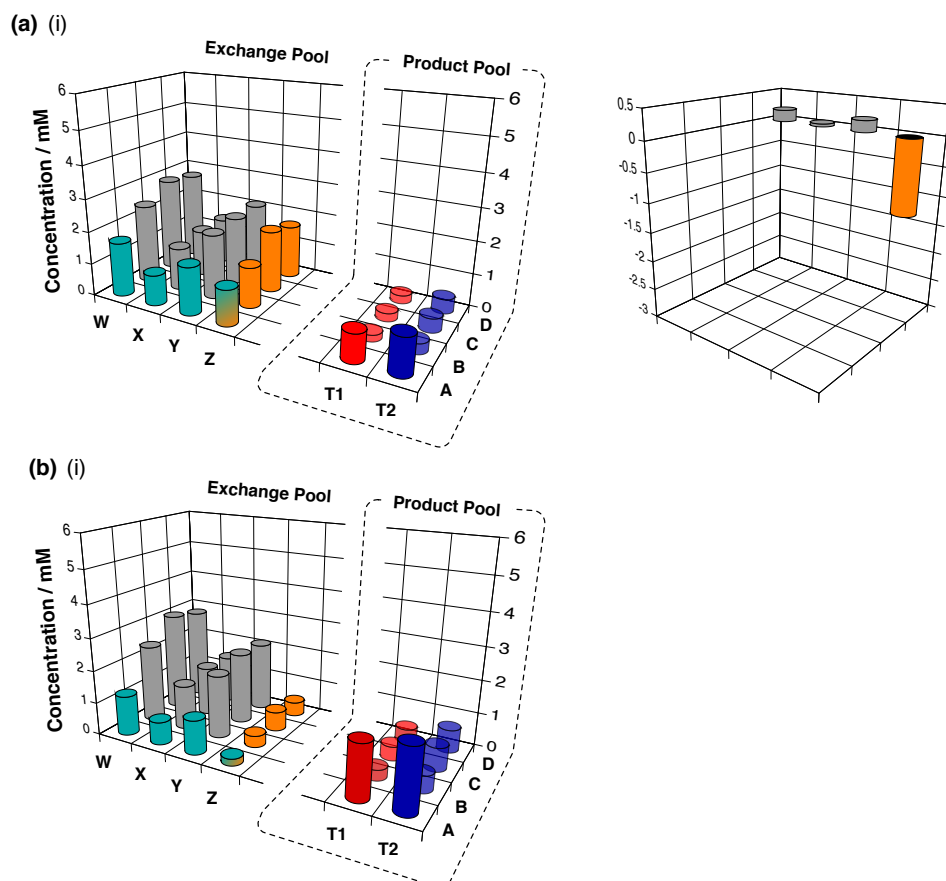 (a) (i)
Exchange Pool
Product Pool
Concentration / mM
6
5
4
3
2
1
0
W
X
Y
Z
6
5
4
3
2
1
0
D
C
B
A
T1
T2
0.5
0
-0.5
-1
-1.5
-2
-2.5
-3
(b) (i)
Exchange Pool
Product Pool
Concentration / mM
6
5
4
3
2
1
0
W
X
Y
Z
6
5
4
3
2
1
0
D
C
B
A
T1
T2